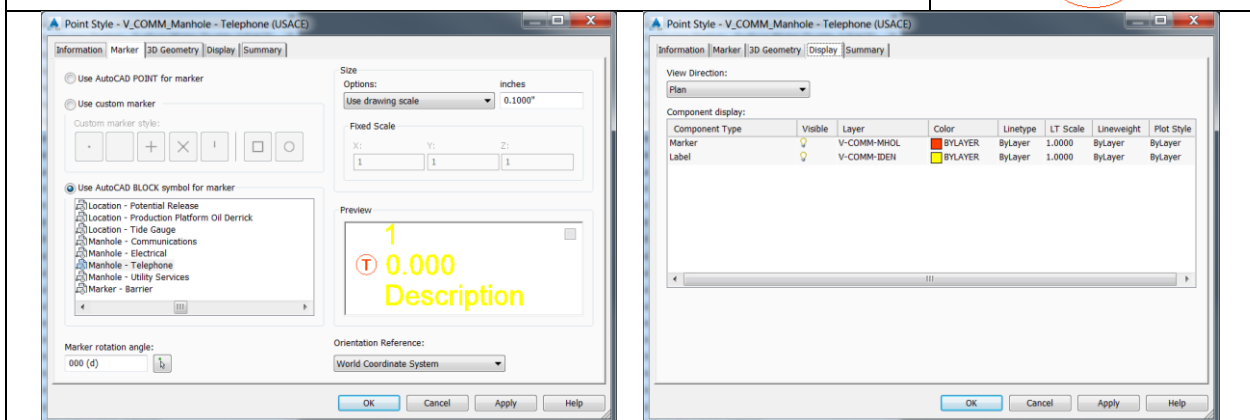 Point Style - V_COMM_Manhole - Telephone (USACE)
Information Marker 3D Geometry Display Summary
Use AutoCAD POINT for marker
Use custom marker
Custom marker style:
Use AutoCAD BLOCK symbol for marker
Location - Potential Release
Location - Production Platform Oil Derrick
Location - Tide Gauge
Manhole - Communications
Manhole - Electrical
Manhole - Telephone
Manhole - Utility Services
Marker - Barrier
Marker rotation angle:
000 (d)
Size
Options: inches
Use drawing scale 0.1000"
Fixed Scale
X: Y: Z:
1 1 1
Preview
1
T 0.000
Description
Orientation Reference:
World Coordinate System
OK Cancel Apply Help
Point Style - V_COMM_Manhole - Telephone (USACE)
Information Marker 3D Geometry Display Summary
View Direction:
Plan
Component display:
Component Type Visible Layer Color Linetype LT Scale Lineweight Plot Style
Marker V-COMM-MHOL BYLAYER ByLayer 1.0000 ByLayer ByLayer
Label V-COMM-IDEN BYLAYER ByLayer 1.0000 ByLayer ByLayer
OK Cancel Apply Help